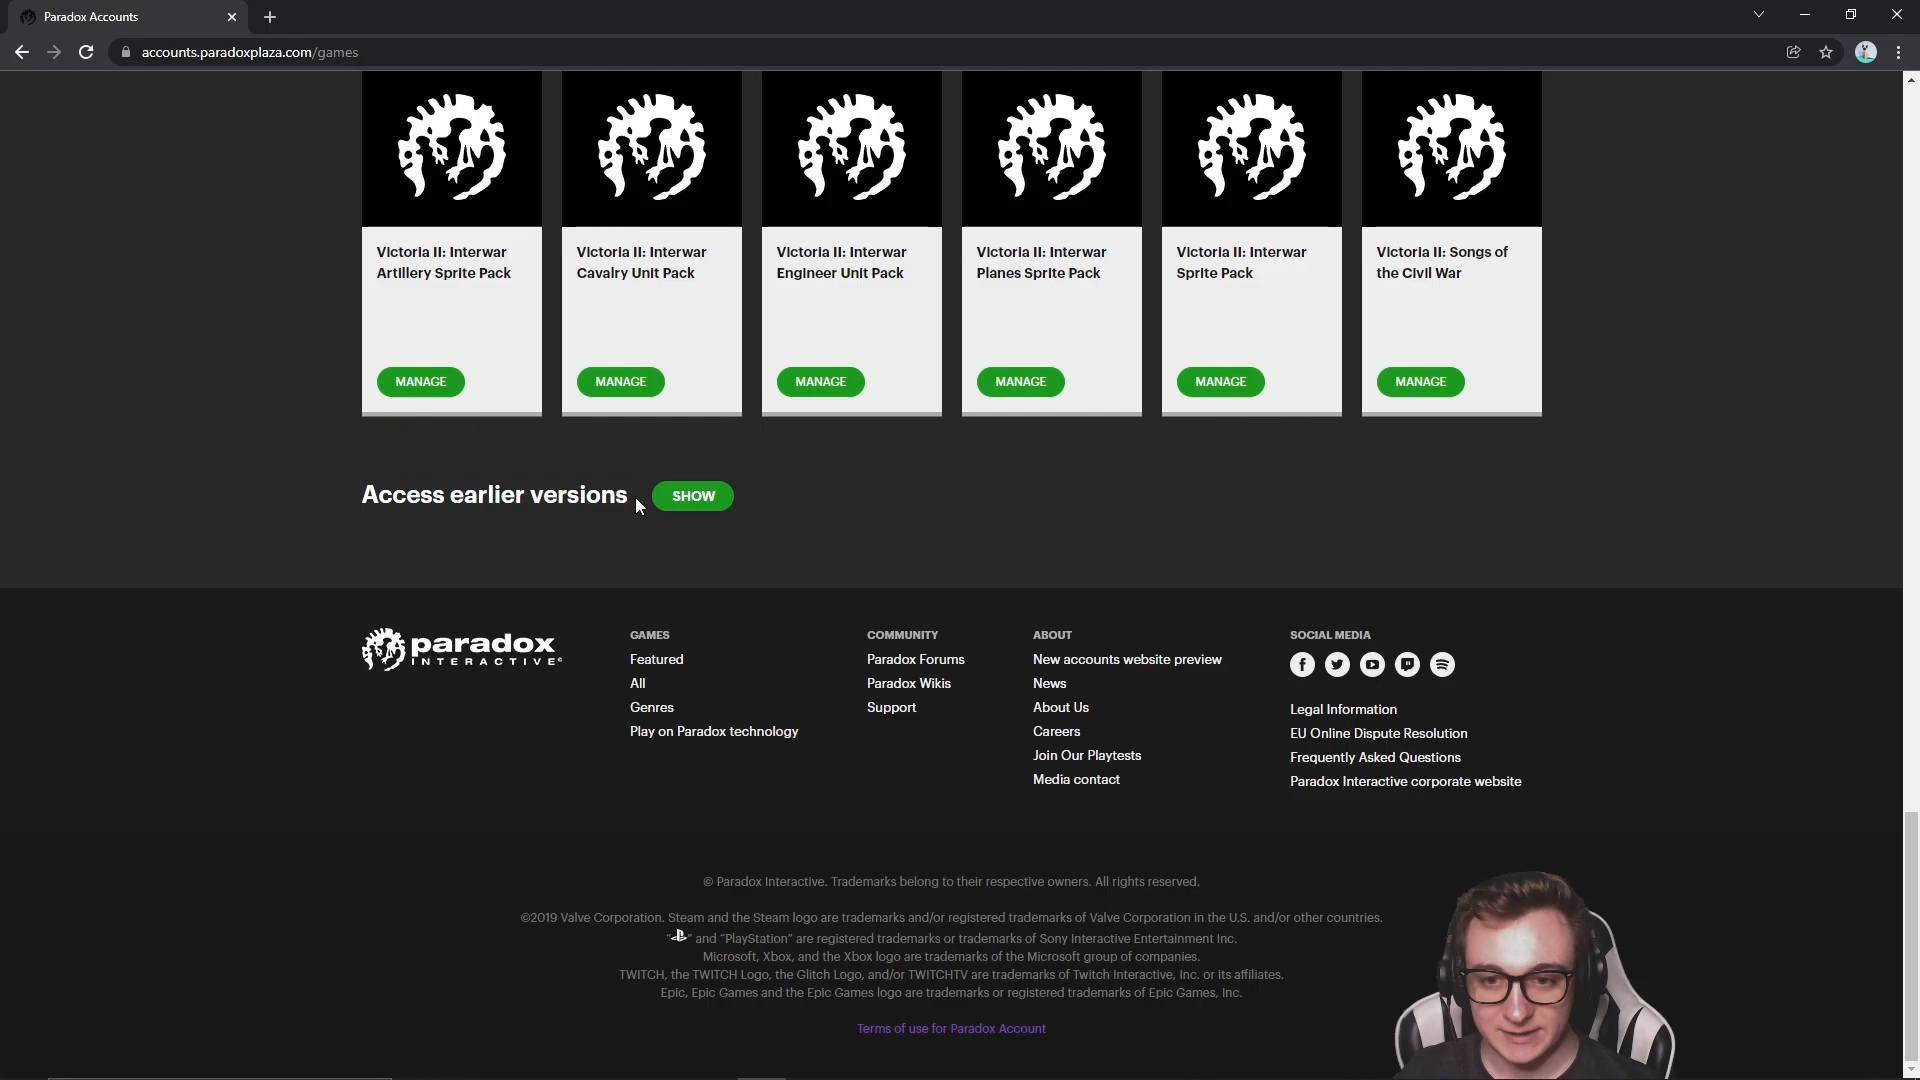 Paradox Accounts
accounts.paradoxplaza.com/games
Victoria II: Interwar
Artillery Sprite Pack
MANAGE
Victoria II: Interwar
Cavalry Unit Pack
MANAGE
Victoria II: Interwar
Engineer Unit Pack
MANAGE
Victoria II: Interwar
Planes Sprite Pack
MANAGE
Victoria II: Interwar
Sprite Pack
MANAGE
Victoria II: Songs of
the Civil War
MANAGE
Access earlier versions
SHOW
paradox
INTERACTIVE®
GAMES
Featured
All
Genres
Play on Paradox technology
COMMUNITY
Paradox Forums
Paradox Wikis
Support
ABOUT
New accounts website preview
News
About Us
Careers
Join Our Playtests
Media contact
SOCIAL MEDIA
Legal Information
EU Online Dispute Resolution
Frequently Asked Questions
Paradox Interactive corporate website
© Paradox Interactive. Trademarks belong to their respective owners. All rights reserved.
©2019 Valve Corporation. Steam and the Steam logo are trademarks and/or registered trademarks of Valve Corporation in the U.S. and/or other countries.
“ ” and “PlayStation” are registered trademarks or trademarks of Sony Interactive Entertainment Inc.
Microsoft, Xbox, and the Xbox logo are trademarks of the Microsoft group of companies.
TWITCH, the TWITCH Logo, the Glitch Logo, and/or TWITCHTV are trademarks of Twitch Interactive, Inc. or its affiliates.
Epic, Epic Games and the Epic Games logo are trademarks or registered trademarks of Epic Games, Inc.
Terms of use for Paradox Account